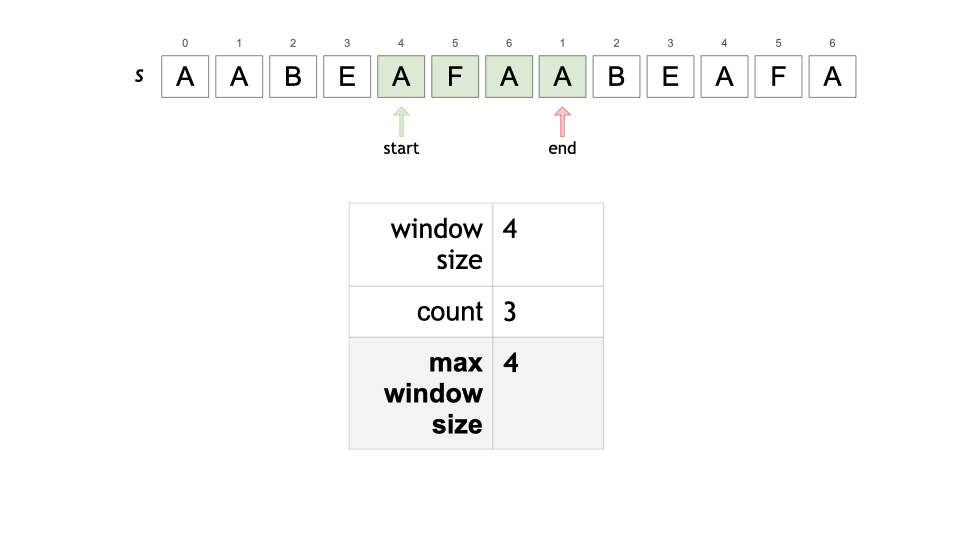 0 1 2 3 4 5 6 1 2 3 4 5 6
s A A B E A F A A B E A F A
start end
window 4
size
count 3
max 4
window
size